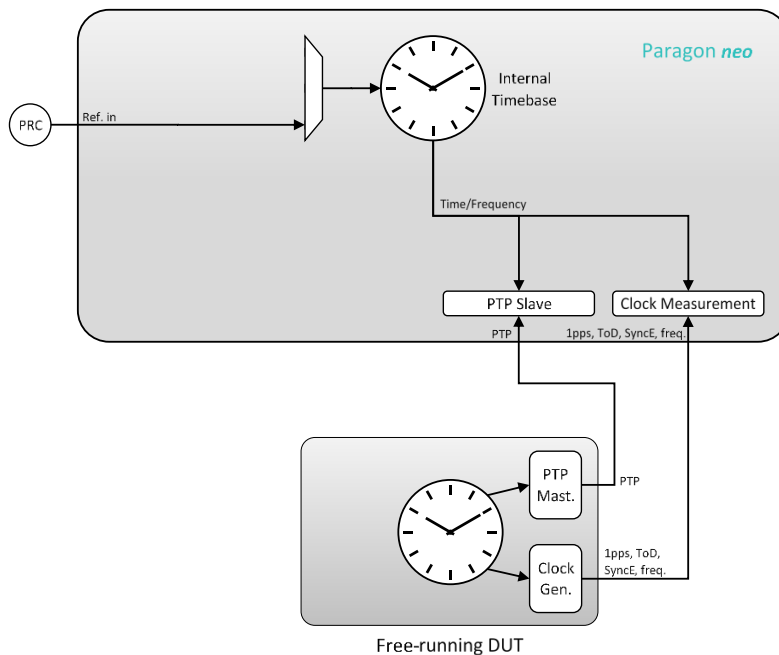 Paragon neo
Internal
Timebase
PRC
Ref. in
Time/Frequency
PTP Slave
Clock Measurement
PTP
1pps, ToD, SyncE, freq.
PTP
Mast.
PTP
Clock
Gen.
1pps, ToD,
SyncE, freq.
Free-running DUT